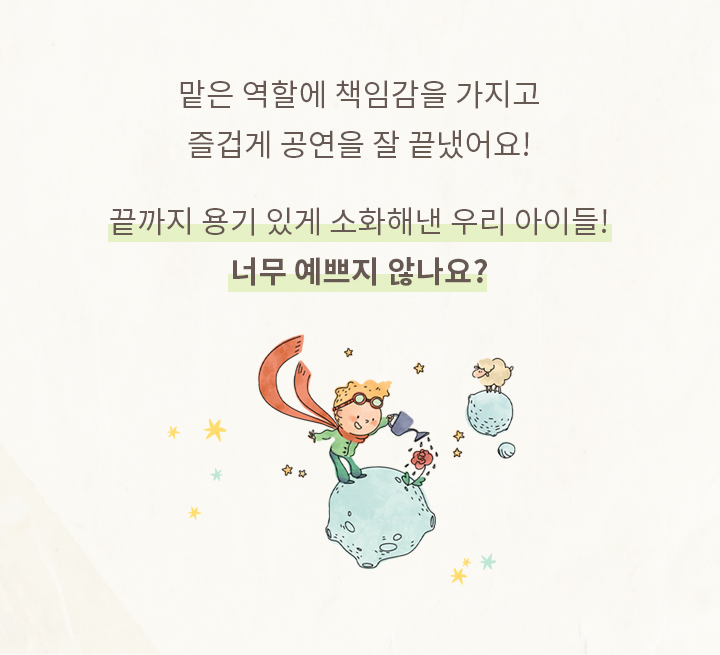 맡은 역할에 책임감을 가지고
즐겁게 공연을 잘 끝냈어요!
끝까지 용기 있게 소화해낸 우리 아이들!
너무 예쁘지 않나요?